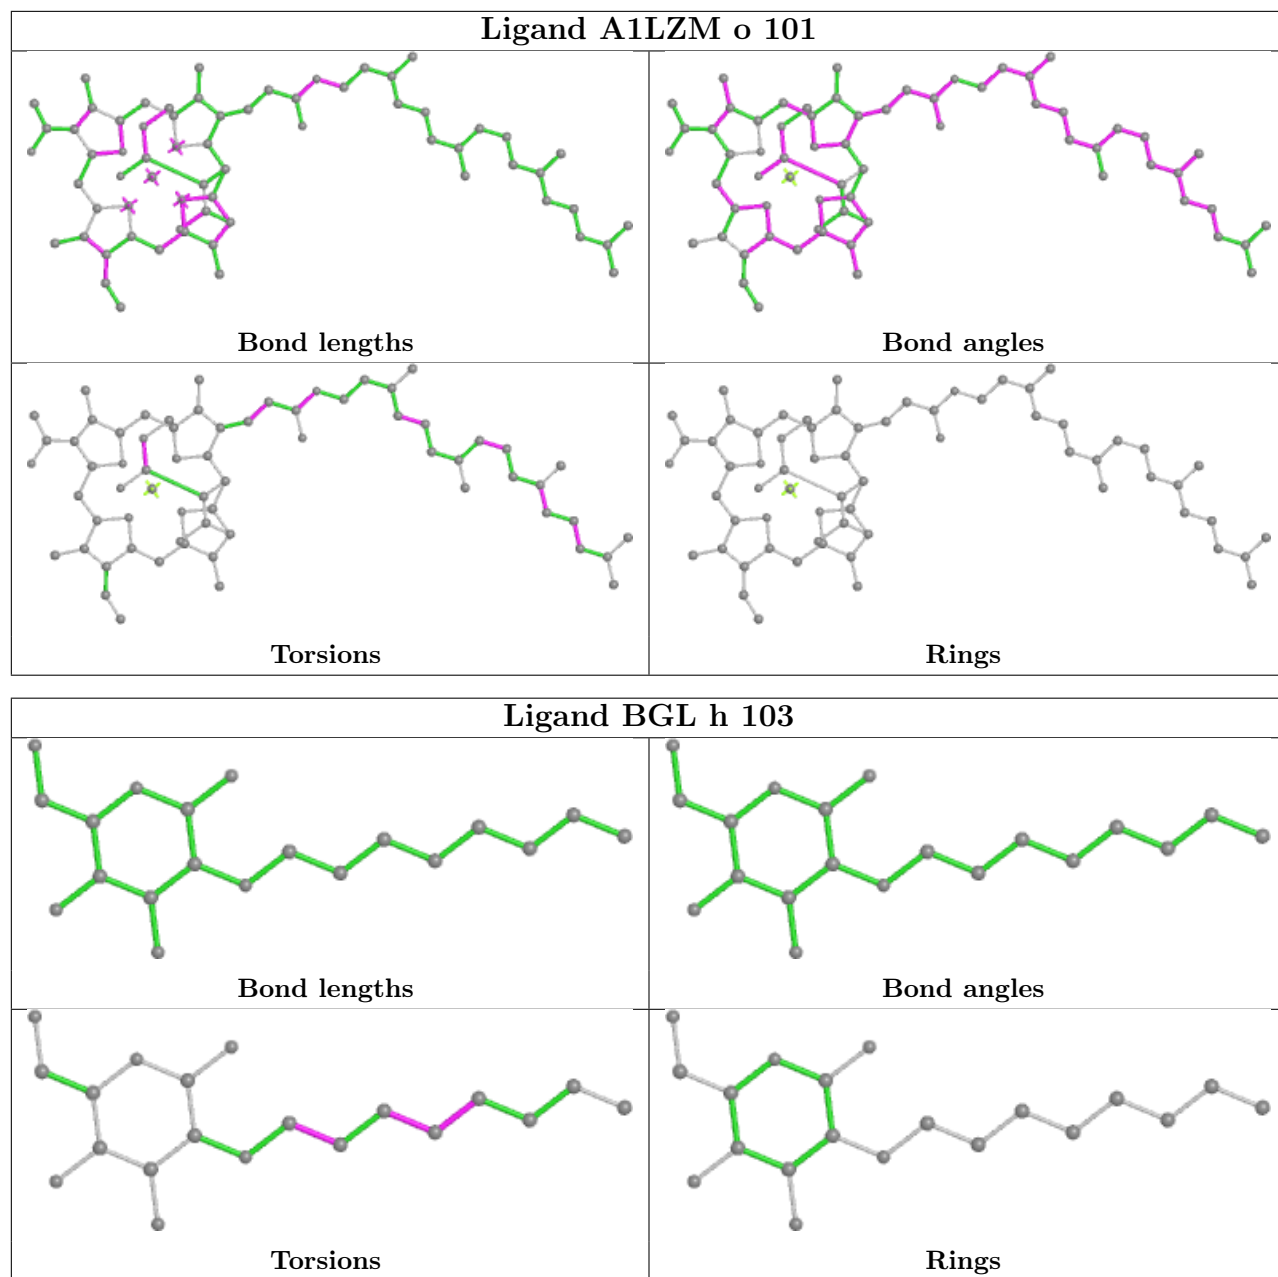 Ligand A1LZM o 101
Bond lengths
Bond angles
Torsions
Rings
Ligand BGL h 103
Bond lengths
Bond angles
Torsions
Rings